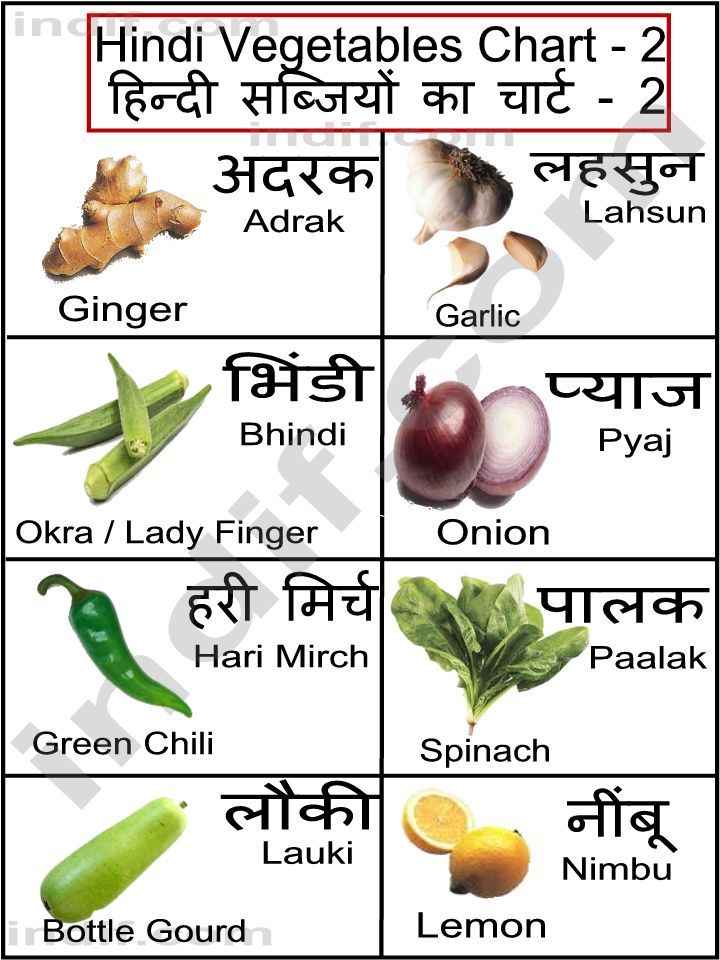 indif.com
Hindi Vegetables Chart - 2
हिन्दी सब्जियों का चार्ट - 2
indif.com
अदरक
Adrak
Ginger
लहसुन
Lahsun
Garlic
भिंडी
Bhindi
Okra / Lady Finger
प्याज
Pyaj
Onion
हरी मिर्च
Hari Mirch
Green Chili
पालक
Paalak
Spinach
लौकी
Lauki
Bottle Gourd
नींबू
Nimbu
Lemon
indif.com
indif.com